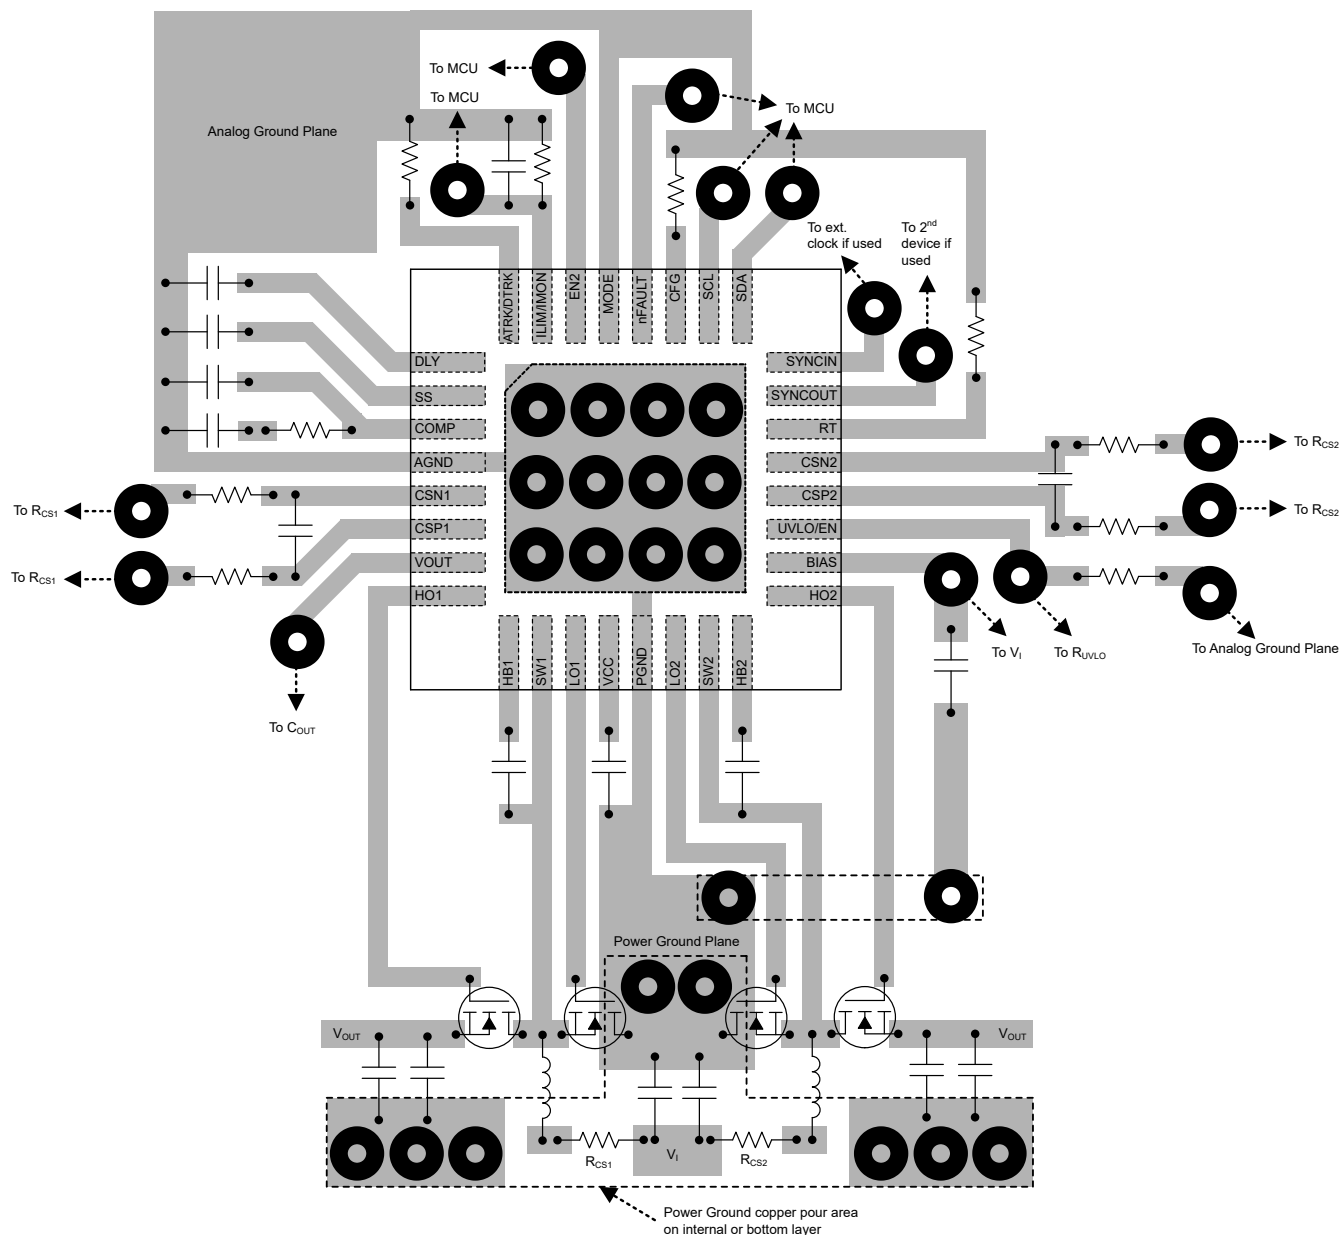 To MCU
To MCU
To MCU
Analog Ground Plane
To ext.
clock if used
To 2nd
device if
used
ATRK/DTRK
ILIM/IMON
EN2
MODE
nFAULT
CFG
SCL
SDA
DLY
SS
COMP
AGND
CSN1
CSP1
VOUT
HO1
SYNCIN
SYNCOUT
RT
CSN2
CSP2
UVLO/EN
BIAS
HO2
To RCS2
To RCS2
To RCS1
To RCS1
To VI
To RUVLO
To Analog Ground Plane
HB1
SW1
LO1
VCC
PGND
LO2
SW2
HB2
To COUT
Power Ground Plane
VOUT
VOUT
RCS1
VI
RCS2
Power Ground copper pour area
on internal or bottom layer